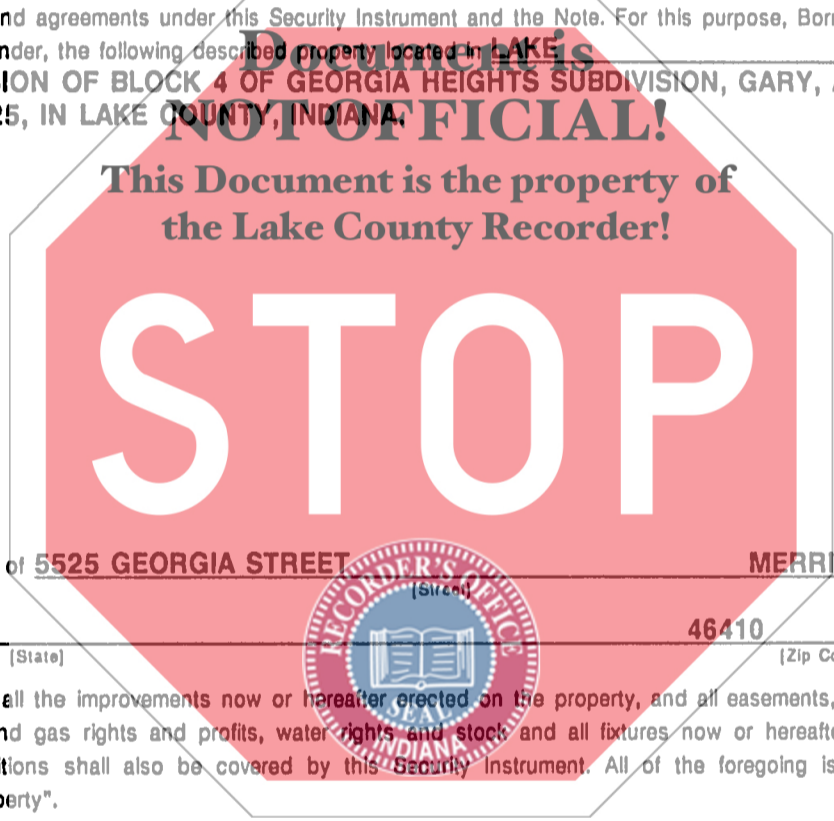 nd agreements under this Security Instrument and the Note. For this purpose, Borr
nder, the following described property located in LAKE
Document is
ION OF BLOCK 4 OF GEORGIA HEIGHTS SUBDIVISION, GARY,
25, IN LAKE COUNTY, INDIANA.
NOT OFFICIAL!
This Document is the property of
the Lake County Recorder!
STOP
of 5525 GEORGIA STREET MERRI
[Street]
46410
[State] [Zip Co
RECORDER'S OFFICE
SEAL
INDIANA
all the improvements now or hereafter erected on the property, and all easements,
nd gas rights and profits, water rights and stock and all fixtures now or hereafte
tions shall also be covered by this Security Instrument. All of the foregoing is
perty".